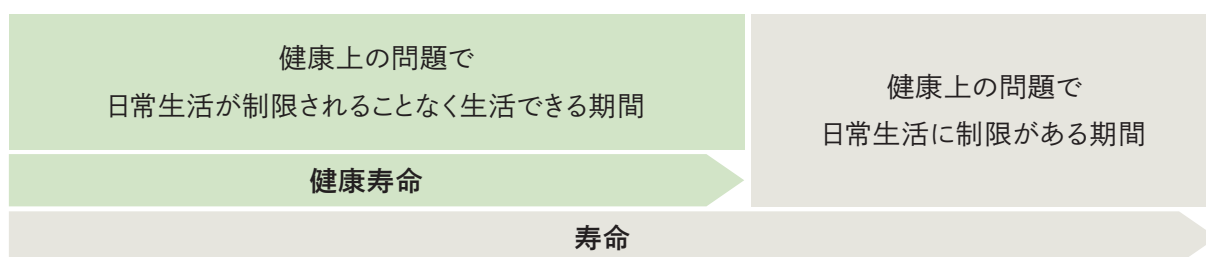 健康上の問題で
日常生活が制限されることなく生活できる期間
健康寿命
健康上の問題で
日常生活に制限がある期間
寿命